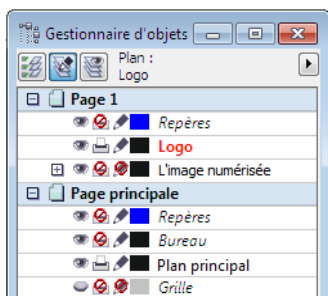 Gestionnaire d'objets
Plan :
Logo
Page 1
Repères
Logo
L'image numérisée
Page principale
Repères
Bureau
Plan principal
Grille